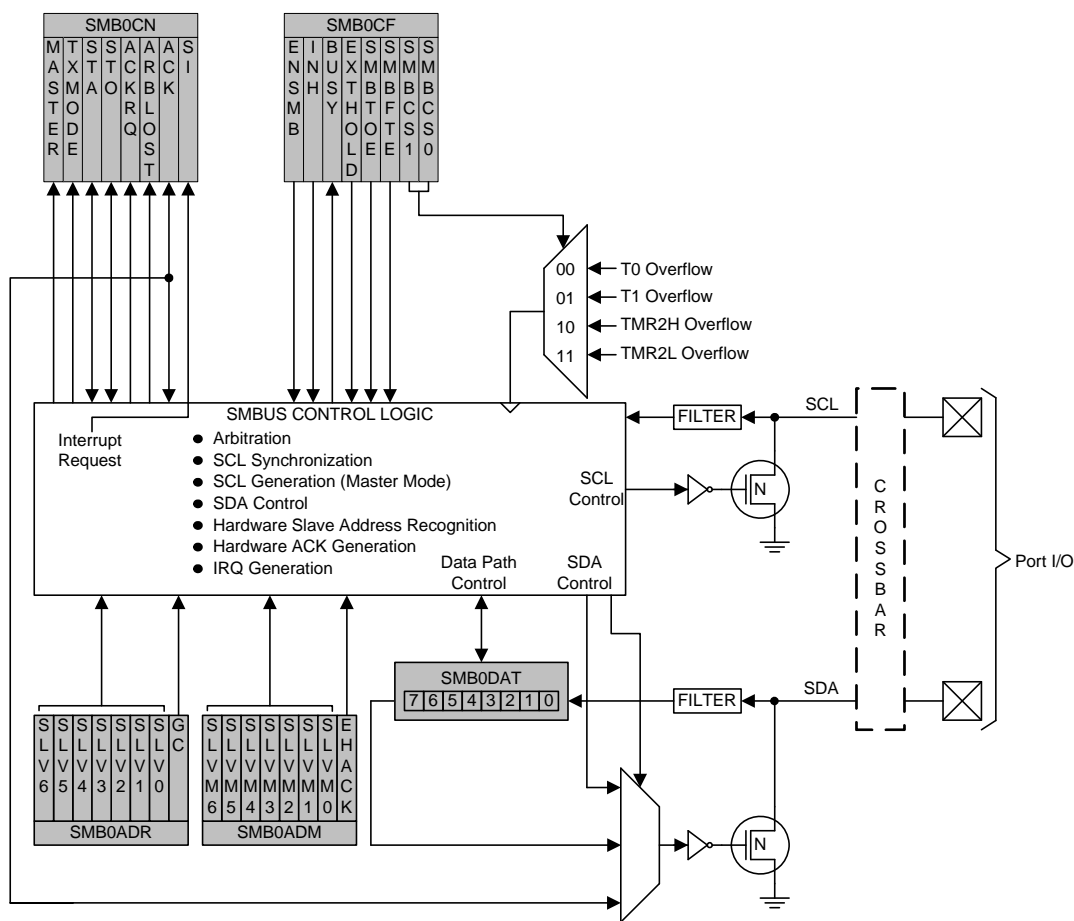 SMB0CN
MASTER
TXMODE
STA
STO
ACKRQ
ARBLOST
ACK
SI
SMB0CF
ENSMB
INH
BUSY
EXTHOLD
SMBTOE
SMBFTE
SMBCS1
SMBCS0
00
T0 Overflow
01
T1 Overflow
10
TMR2H Overflow
11
TMR2L Overflow
SMBUS CONTROL LOGIC
Interrupt
Request
● Arbitration
● SCL Synchronization
● SCL Generation (Master Mode)
● SDA Control
● Hardware Slave Address Recognition
● Hardware ACK Generation
● IRQ Generation
Data Path
Control
SCL
Control
SDA
Control
FILTER
SCL
N
CROSSBAR
Port I/O
SMB0DAT
7 6 5 4 3 2 1 0
FILTER
SDA
N
SLV6
SLV5
SLV4
SLV3
SLV2
SLV1
SLV0
GC
SMB0ADR
SLVM6
SLVM5
SLVM4
SLVM3
SLVM2
SLVM1
SLVM0
EHACK
SMB0ADM